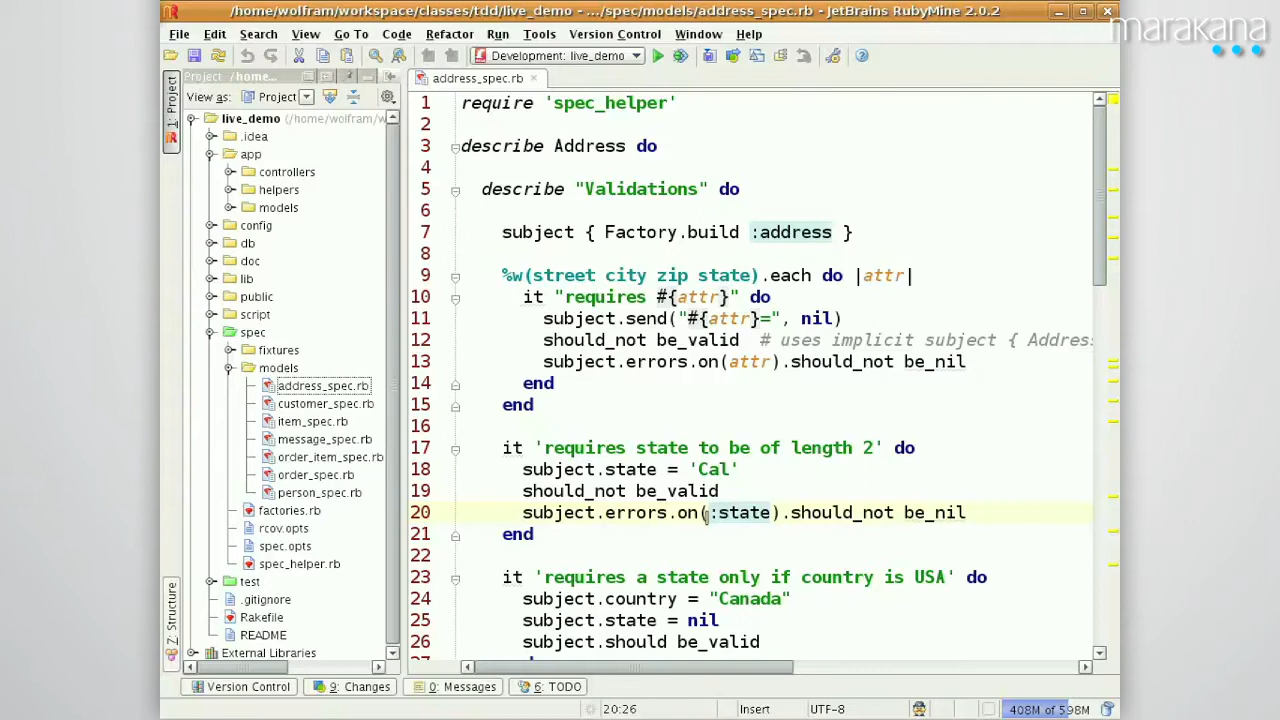 /home/wolfram/workspace/classes/tdd/live_demo - .../spec/models/address_spec.rb - JetBrains RubyMine 2.0.2
marakana
File Edit Search View Go To Code Refactor Run Tools Version Control Window Help
Development: live_demo
Project /home...
address_spec.rb
View as: Project
1: Project
live_demo (/home/wolfram/w
.idea
app
controllers
helpers
models
config
db
doc
lib
public
script
spec
fixtures
models
address_spec.rb
customer_spec.rb
item_spec.rb
message_spec.rb
order_item_spec.rb
order_spec.rb
person_spec.rb
factories.rb
rcov.opts
spec.opts
spec_helper.rb
test
.gitignore
Rakefile
README
External Libraries
Z: Structure
1 require 'spec_helper'
2
3 describe Address do
4
5 describe "Validations" do
6
7 subject { Factory.build :address }
8
9 %w(street city zip state).each do |attr|
10 it "requires #{attr}" do
11 subject.send("#{attr}=", nil)
12 should_not be_valid # uses implicit subject { Addres
13 subject.errors.on(attr).should_not be_nil
14 end
15 end
16
17 it 'requires state to be of length 2' do
18 subject.state = 'Cal'
19 should_not be_valid
20 subject.errors.on(:state).should_not be_nil
21 end
22
23 it 'requires a state only if country is USA' do
24 subject.country = "Canada"
25 subject.state = nil
26 subject.should be_valid
Version Control 9: Changes 0: Messages 6: TODO
20:26 Insert UTF-8 408M of 598M